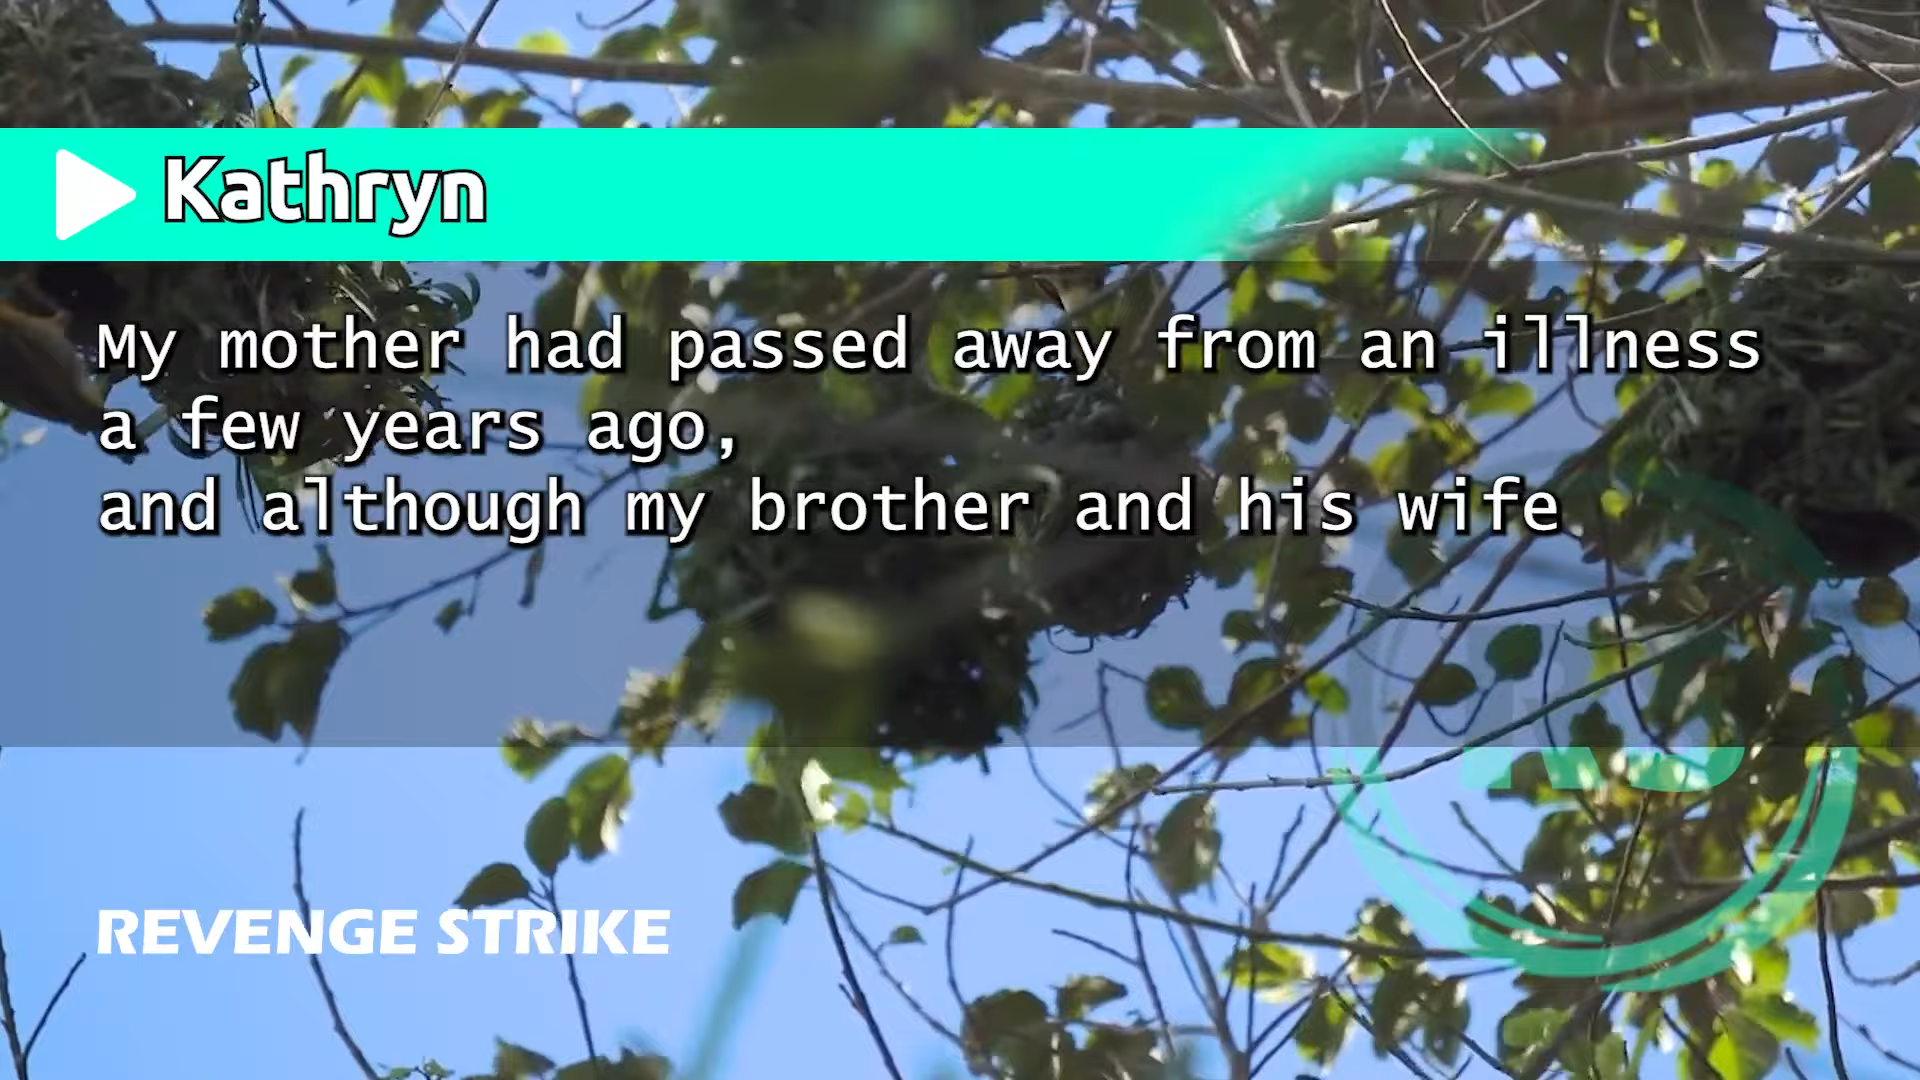 Kathryn
My mother had passed away from an illness
a few years ago,
and although my brother and his wife
REVENGE STRIKE